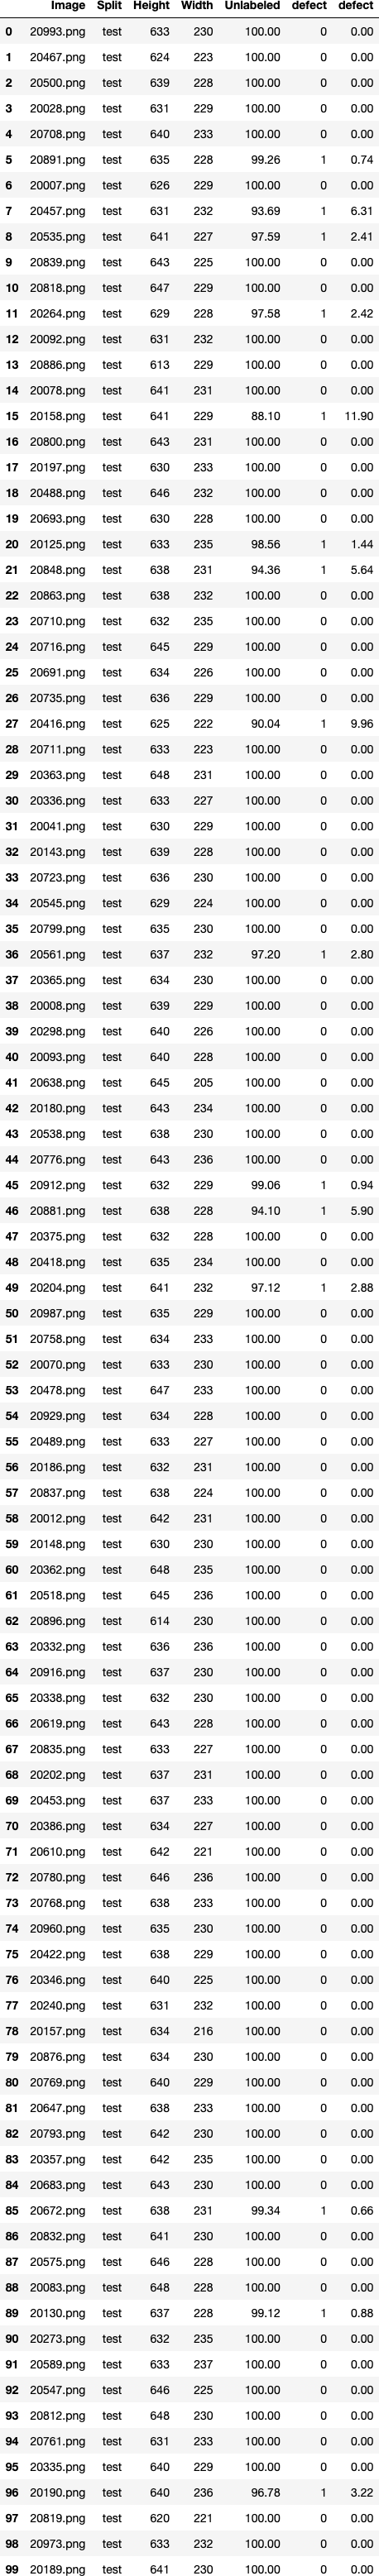 Image Split Height Width Unlabeled defect defect
0 20993.png test 633 230 100.00 0 0.00
1 20467.png test 624 223 100.00 0 0.00
2 20500.png test 639 228 100.00 0 0.00
3 20028.png test 631 229 100.00 0 0.00
4 20708.png test 640 233 100.00 0 0.00
5 20891.png test 635 228 99.26 1 0.74
6 20007.png test 626 229 100.00 0 0.00
7 20457.png test 631 232 93.69 1 6.31
8 20535.png test 641 227 97.59 1 2.41
9 20839.png test 643 225 100.00 0 0.00
10 20818.png test 647 229 100.00 0 0.00
11 20264.png test 629 228 97.58 1 2.42
12 20092.png test 631 232 100.00 0 0.00
13 20886.png test 613 229 100.00 0 0.00
14 20078.png test 641 231 100.00 0 0.00
15 20158.png test 641 229 88.10 1 11.90
16 20800.png test 643 231 100.00 0 0.00
17 20197.png test 630 233 100.00 0 0.00
18 20488.png test 646 232 100.00 0 0.00
19 20693.png test 630 228 100.00 0 0.00
20 20125.png test 633 235 98.56 1 1.44
21 20848.png test 638 231 94.36 1 5.64
22 20863.png test 638 232 100.00 0 0.00
23 20710.png test 632 235 100.00 0 0.00
24 20716.png test 645 229 100.00 0 0.00
25 20691.png test 634 226 100.00 0 0.00
26 20735.png test 636 229 100.00 0 0.00
27 20416.png test 625 222 90.04 1 9.96
28 20711.png test 633 223 100.00 0 0.00
29 20363.png test 648 231 100.00 0 0.00
30 20336.png test 633 227 100.00 0 0.00
31 20041.png test 630 229 100.00 0 0.00
32 20143.png test 639 228 100.00 0 0.00
33 20723.png test 636 230 100.00 0 0.00
34 20545.png test 629 224 100.00 0 0.00
35 20799.png test 635 230 100.00 0 0.00
36 20561.png test 637 232 97.20 1 2.80
37 20365.png test 634 230 100.00 0 0.00
38 20008.png test 639 229 100.00 0 0.00
39 20298.png test 640 226 100.00 0 0.00
40 20093.png test 640 228 100.00 0 0.00
41 20638.png test 645 205 100.00 0 0.00
42 20180.png test 643 234 100.00 0 0.00
43 20538.png test 638 230 100.00 0 0.00
44 20776.png test 643 236 100.00 0 0.00
45 20912.png test 632 229 99.06 1 0.94
46 20881.png test 638 228 94.10 1 5.90
47 20375.png test 632 228 100.00 0 0.00
48 20418.png test 635 234 100.00 0 0.00
49 20204.png test 641 232 97.12 1 2.88
50 20987.png test 635 229 100.00 0 0.00
51 20758.png test 634 233 100.00 0 0.00
52 20070.png test 633 230 100.00 0 0.00
53 20478.png test 647 233 100.00 0 0.00
54 20929.png test 634 228 100.00 0 0.00
55 20489.png test 633 227 100.00 0 0.00
56 20186.png test 632 231 100.00 0 0.00
57 20837.png test 638 224 100.00 0 0.00
58 20012.png test 642 231 100.00 0 0.00
59 20148.png test 630 230 100.00 0 0.00
60 20362.png test 648 235 100.00 0 0.00
61 20518.png test 645 236 100.00 0 0.00
62 20896.png test 614 230 100.00 0 0.00
63 20332.png test 636 236 100.00 0 0.00
64 20916.png test 637 230 100.00 0 0.00
65 20338.png test 632 230 100.00 0 0.00
66 20619.png test 643 228 100.00 0 0.00
67 20835.png test 633 227 100.00 0 0.00
68 20202.png test 637 231 100.00 0 0.00
69 20453.png test 637 233 100.00 0 0.00
70 20386.png test 634 227 100.00 0 0.00
71 20610.png test 642 221 100.00 0 0.00
72 20780.png test 646 236 100.00 0 0.00
73 20768.png test 638 233 100.00 0 0.00
74 20960.png test 635 230 100.00 0 0.00
75 20422.png test 638 229 100.00 0 0.00
76 20346.png test 640 225 100.00 0 0.00
77 20240.png test 631 232 100.00 0 0.00
78 20157.png test 634 216 100.00 0 0.00
79 20876.png test 634 230 100.00 0 0.00
80 20769.png test 640 229 100.00 0 0.00
81 20647.png test 638 233 100.00 0 0.00
82 20793.png test 642 230 100.00 0 0.00
83 20357.png test 642 235 100.00 0 0.00
84 20683.png test 643 230 100.00 0 0.00
85 20672.png test 638 231 99.34 1 0.66
86 20832.png test 641 230 100.00 0 0.00
87 20575.png test 646 228 100.00 0 0.00
88 20083.png test 648 228 100.00 0 0.00
89 20130.png test 637 228 99.12 1 0.88
90 20273.png test 632 235 100.00 0 0.00
91 20589.png test 633 237 100.00 0 0.00
92 20547.png test 646 225 100.00 0 0.00
93 20812.png test 648 230 100.00 0 0.00
94 20761.png test 631 233 100.00 0 0.00
95 20335.png test 640 229 100.00 0 0.00
96 20190.png test 640 236 96.78 1 3.22
97 20819.png test 620 221 100.00 0 0.00
98 20973.png test 633 232 100.00 0 0.00
99 20189.png test 641 230 100.00 0 0.00